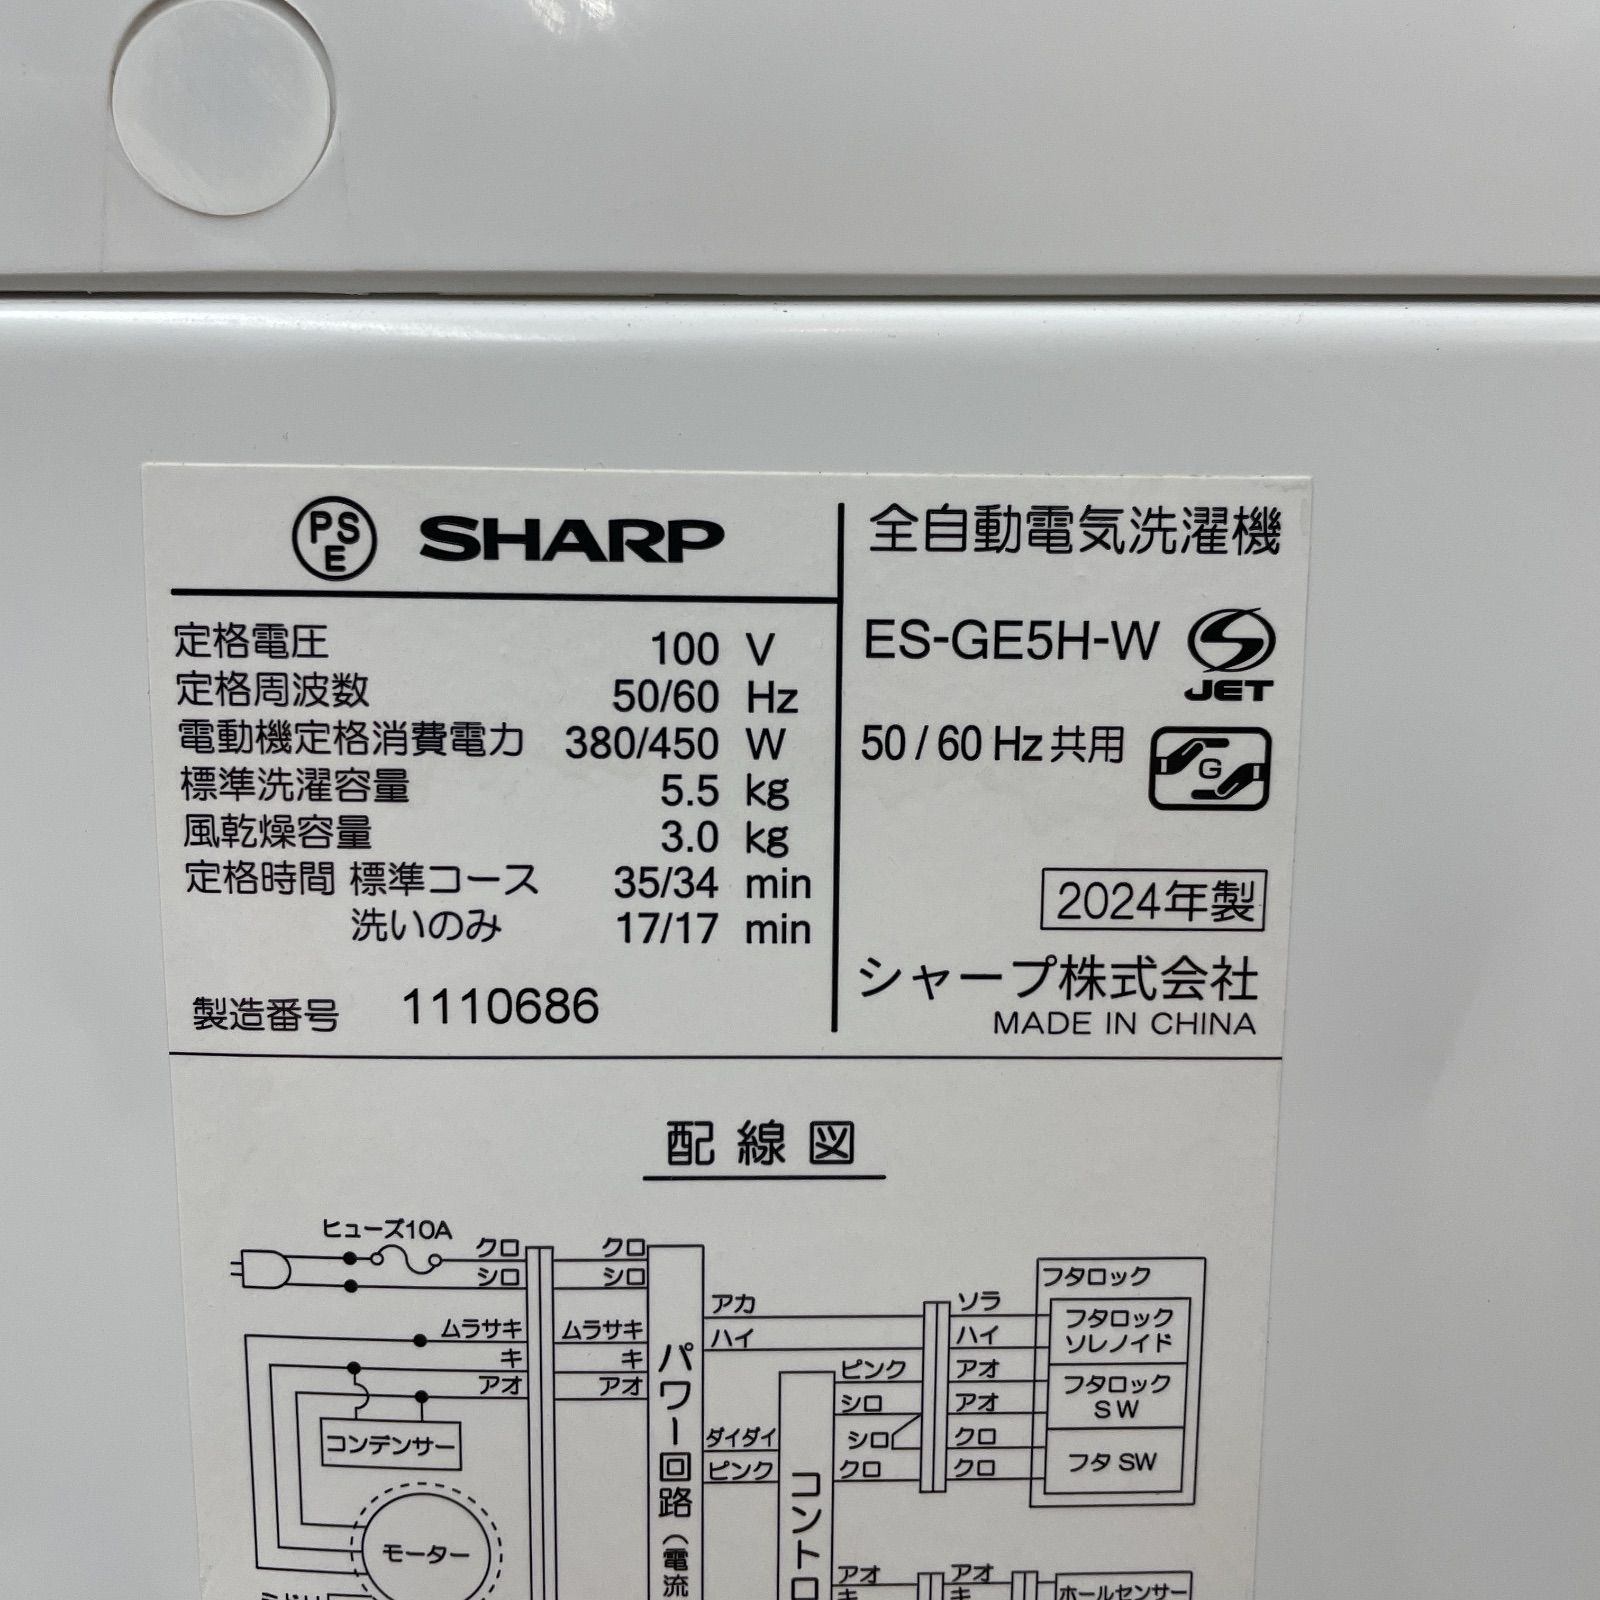 PS
E
SHARP
定格電圧 100 V
定格周波数 50/60 Hz
電動機定格消費電力 380/450 W
標準洗濯容量 5.5 kg
風乾燥容量 3.0 kg
定格時間 標準コース 35/34 min
洗いのみ 17/17 min
製造番号 1110686
全自動電気洗濯機
ES-GE5H-W
S
JET
50/60 Hz共用
G
2024年製
シャープ株式会社
MADE IN CHINA
配線図
ヒューズ10A
クロ クロ
シロ シロ
ムラサキ ムラサキ
キ キ
アオ アオ
コンデンサー
モーター
パワー回路(電流
アカ
ハイ
ダイダイ
ピンク
コントロ
ピンク
シロ
シロ
クロ
ソラ
ハイ
アオ
アオ
クロ
クロ
フタロック
フタロック
ソレノイド
フタロック
SW
フタ SW
アオ アオ
キ キ
ホールセンサー